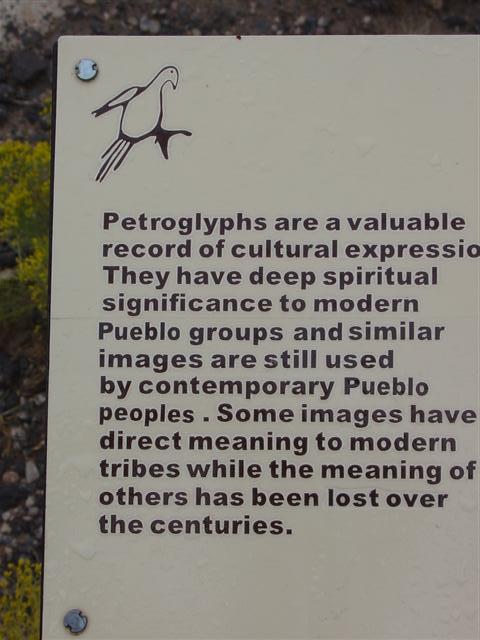 Petroglyphs are a valuable
record of cultural expressio
They have deep spiritual
significance to modern
Pueblo groups and similar
images are still used
by contemporary Pueblo
peoples . Some images have
direct meaning to modern
tribes while the meaning of
others has been lost over
the centuries.